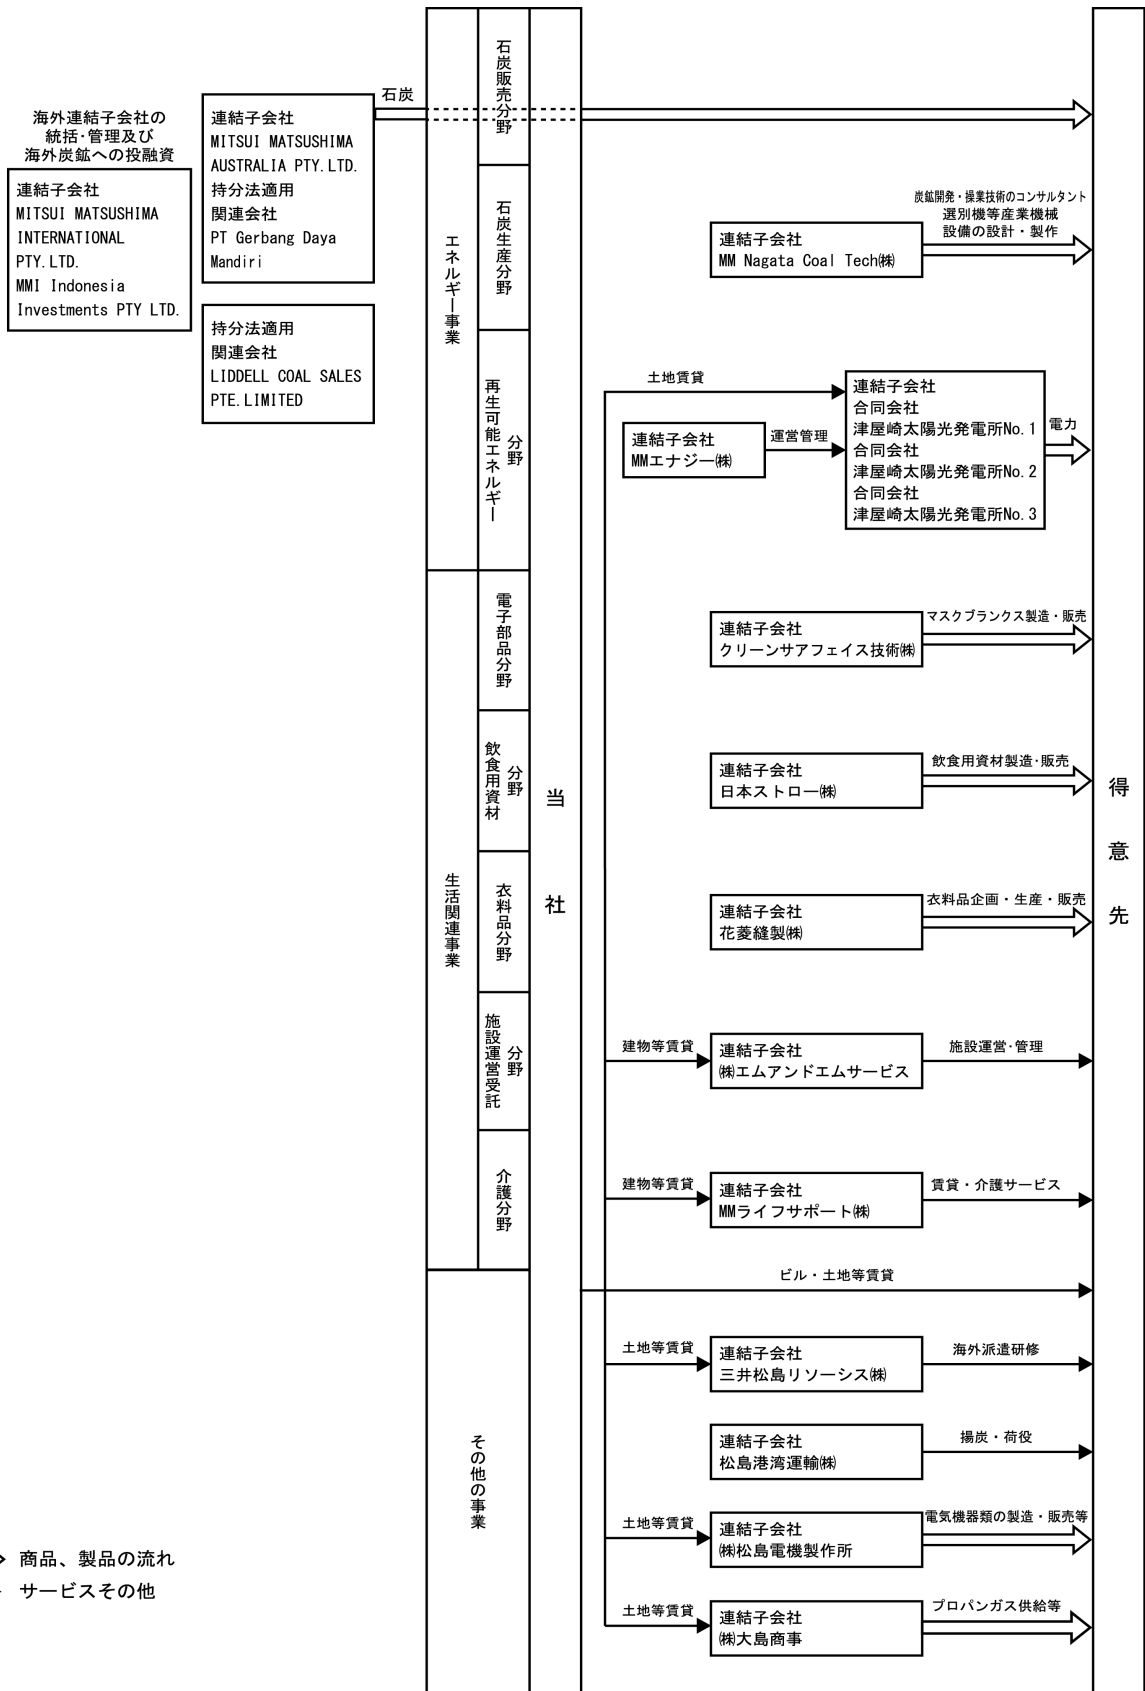 海外連結子会社の
統括･管理及び
海外炭鉱への投融資
連結子会社
MITSUI MATSUSHIMA
INTERNATIONAL
PTY.LTD.
MMI Indonesia
Investments PTY LTD.
連結子会社
MITSUI MATSUSHIMA
AUSTRALIA PTY.LTD.
持分法適用
関連会社
PT Gerbang Daya
Mandiri
持分法適用
関連会社
LIDDELL COAL SALES
PTE.LIMITED
石炭
エネルギー事業
石炭販売分野
石炭生産分野
再生可能エネルギー
分野
生活関連事業
電子部品分野
飲食用資材
分野
衣料品分野
施設運営受託
分野
介護分野
その他の事業
当社
炭鉱開発・操業技術のコンサルタント
選別機等産業機械
設備の設計・製作
連結子会社
MM Nagata Coal Tech㈱
土地賃貸
連結子会社
MMエナジー㈱
運営管理
連結子会社
合同会社
津屋崎太陽光発電所No.1
合同会社
津屋崎太陽光発電所No.2
合同会社
津屋崎太陽光発電所No.3
電力
連結子会社
クリーンサアフェイス技術㈱
マスクブランクス製造・販売
連結子会社
日本ストロー㈱
飲食用資材製造･販売
連結子会社
花菱縫製㈱
衣料品企画・生産・販売
建物等賃貸
連結子会社
㈱エムアンドエムサービス
施設運営･管理
建物等賃貸
連結子会社
MMライフサポート㈱
賃貸・介護サービス
ビル・土地等賃貸
土地等賃貸
連結子会社
三井松島リソーシス㈱
海外派遣研修
連結子会社
松島港湾運輸㈱
揚炭・荷役
土地等賃貸
連結子会社
㈱松島電機製作所
電気機器類の製造・販売等
土地等賃貸
連結子会社
㈱大島商事
プロパンガス供給等
得意先
商品、製品の流れ
サービスその他